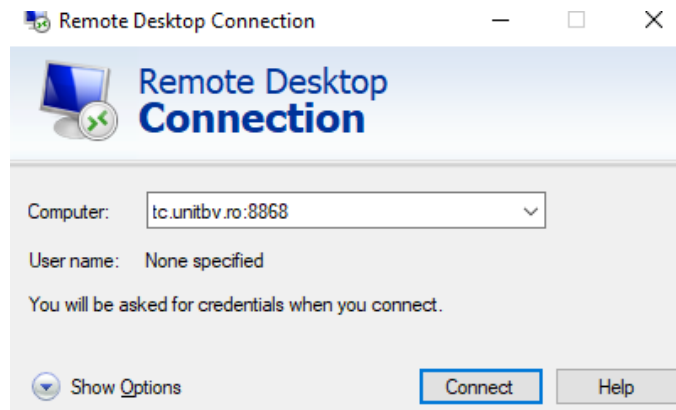 Remote Desktop Connection
Remote Desktop
Connection
Computer: tc.unitbv.ro:8868
User name: None specified
You will be asked for credentials when you connect.
Show Options Connect Help